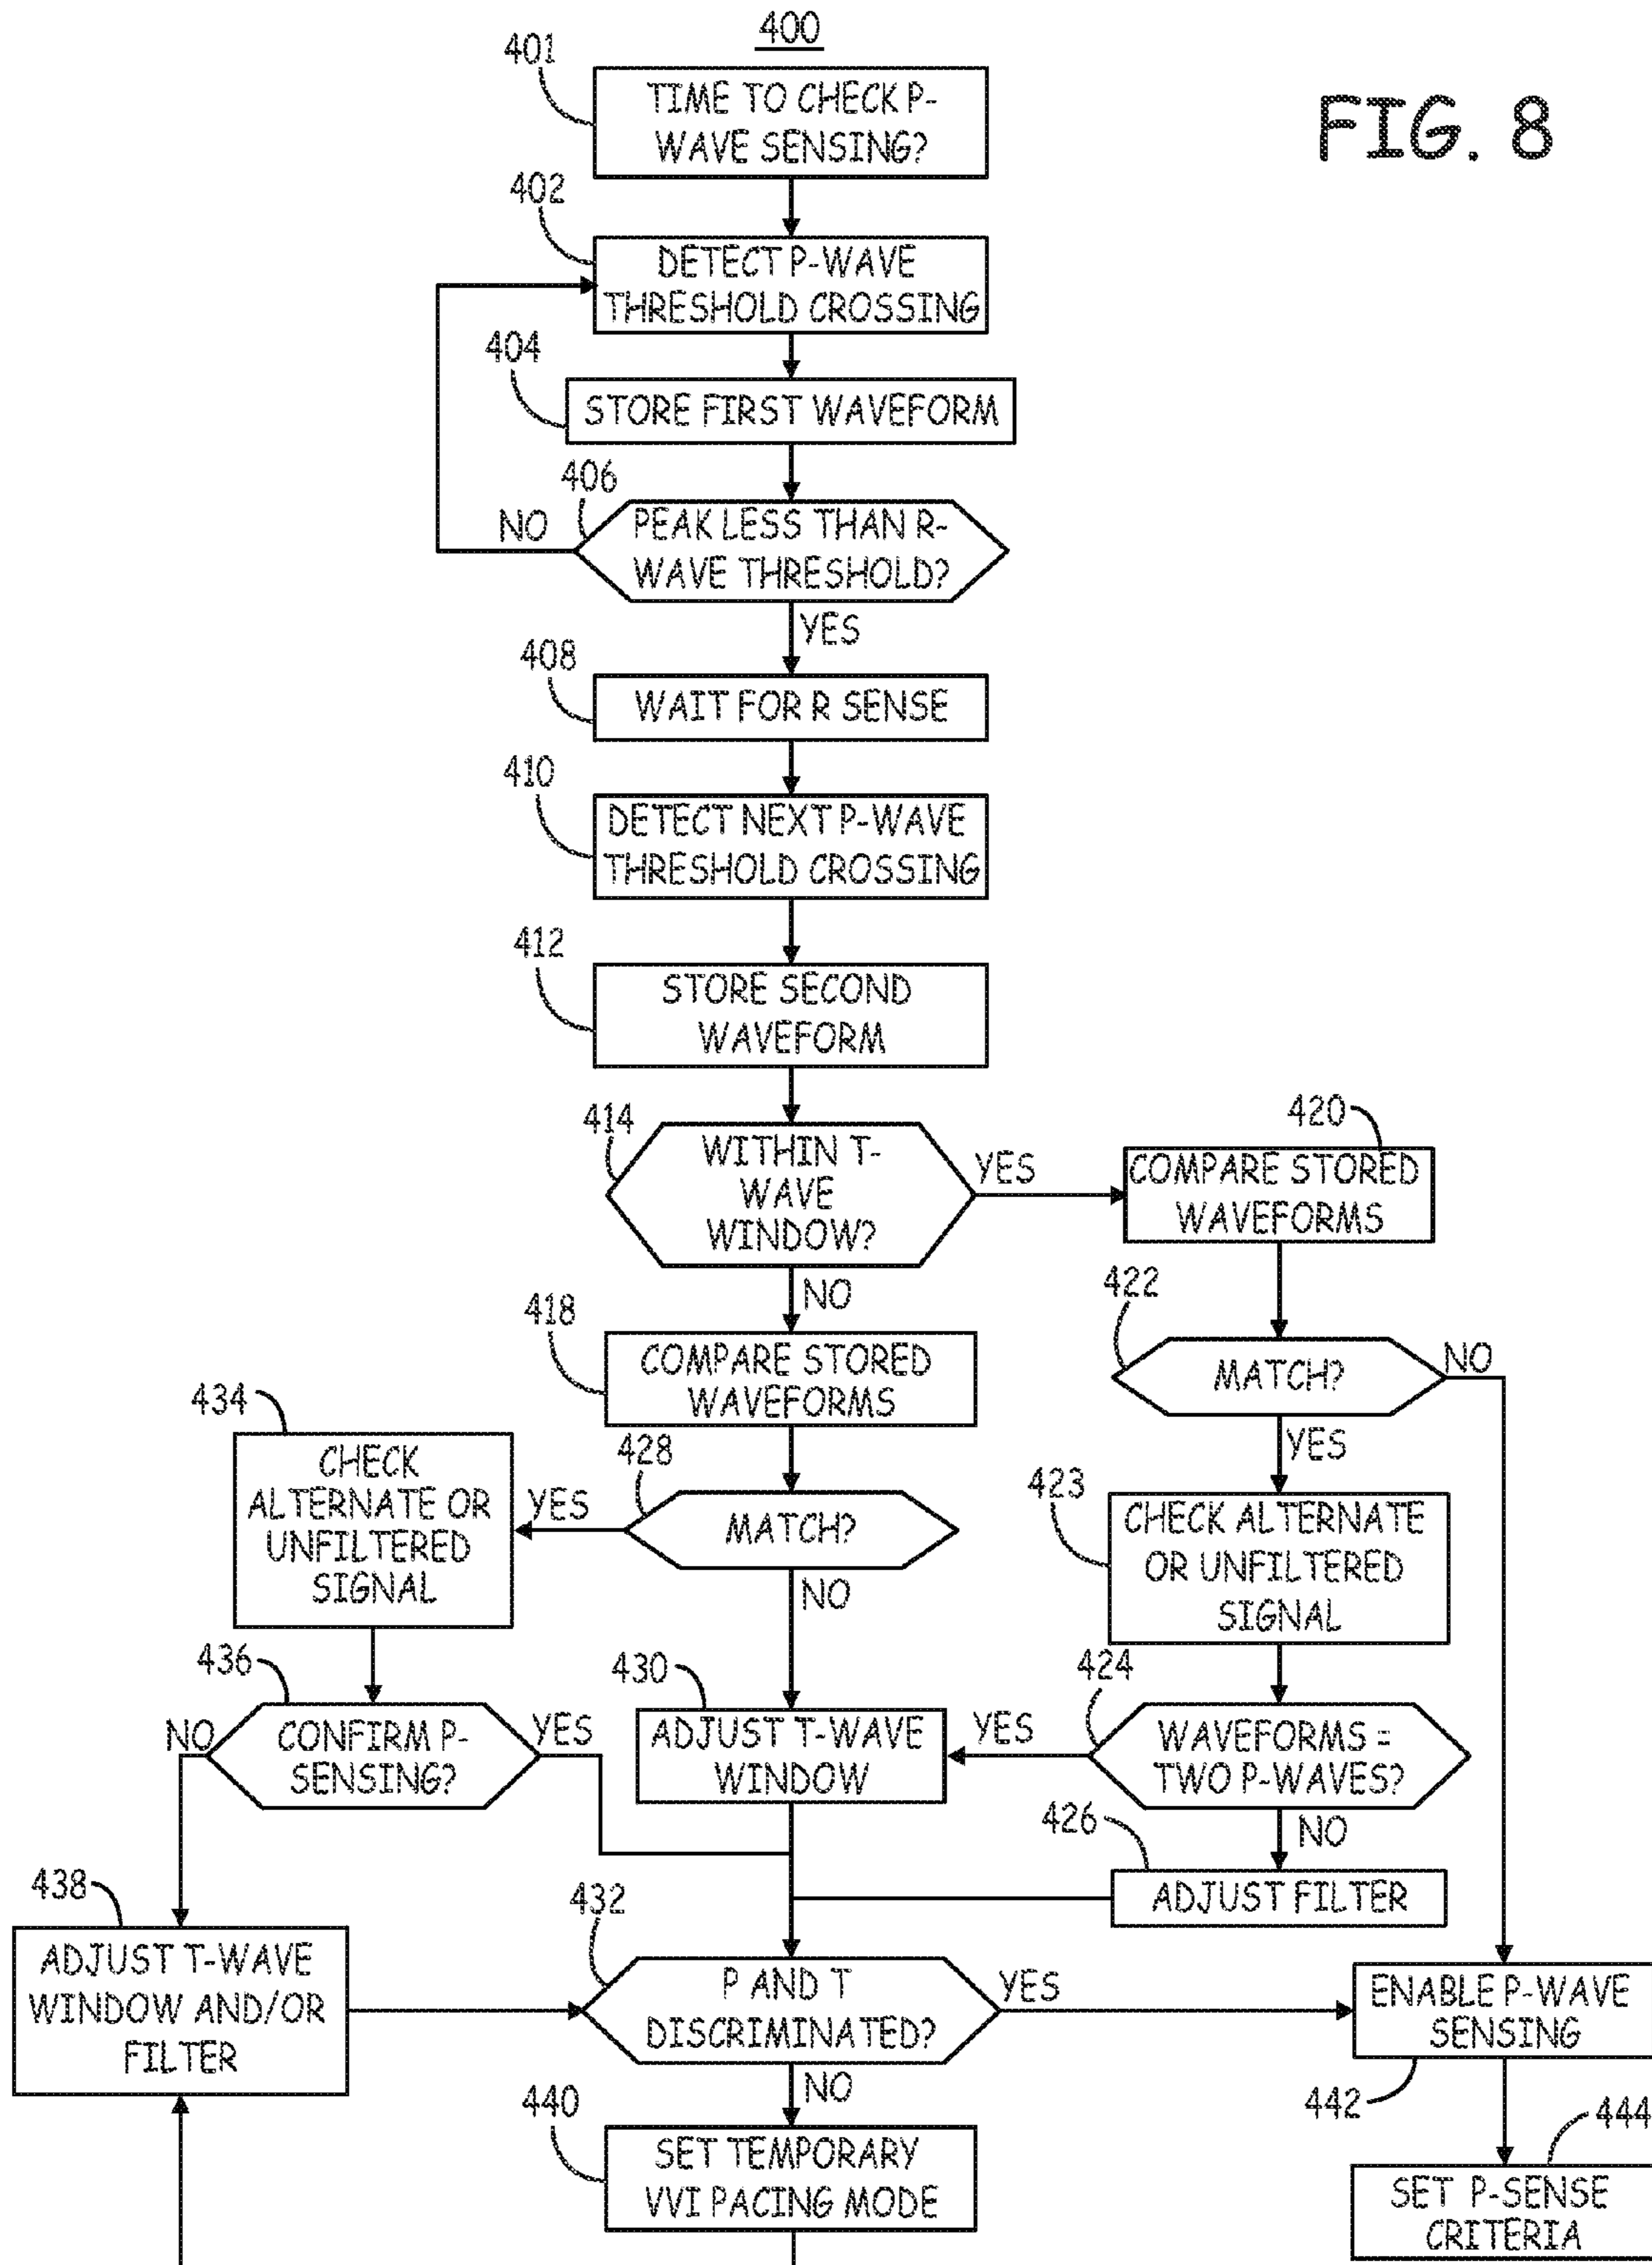 400
FIG. 8
401
TIME TO CHECK P-
WAVE SENSING?
402
DETECT P-WAVE
THRESHOLD CROSSING
404
STORE FIRST WAVEFORM
406
NO
PEAK LESS THAN R-
WAVE THRESHOLD?
YES
408
WAIT FOR R SENSE
410
DETECT NEXT P-WAVE
THRESHOLD CROSSING
412
STORE SECOND
WAVEFORM
414
WITHIN T-
WAVE
WINDOW?
YES
420
COMPARE STORED
WAVEFORMS
NO
418
COMPARE STORED
WAVEFORMS
422
MATCH?
NO
YES
434
CHECK
ALTERNATE OR
UNFILTERED
SIGNAL
YES
428
MATCH?
NO
423
CHECK ALTERNATE
OR UNFILTERED
SIGNAL
436
NO
CONFIRM P-
SENSING?
YES
430
ADJUST T-WAVE
WINDOW
YES
424
WAVEFORMS =
TWO P-WAVES?
NO
426
ADJUST FILTER
438
ADJUST T-WAVE
WINDOW AND/OR
FILTER
432
P AND T
DISCRIMINATED?
YES
ENABLE P-WAVE
SENSING
442
NO
440
SET TEMPORARY
VVI PACING MODE
444
SET P-SENSE
CRITERIA